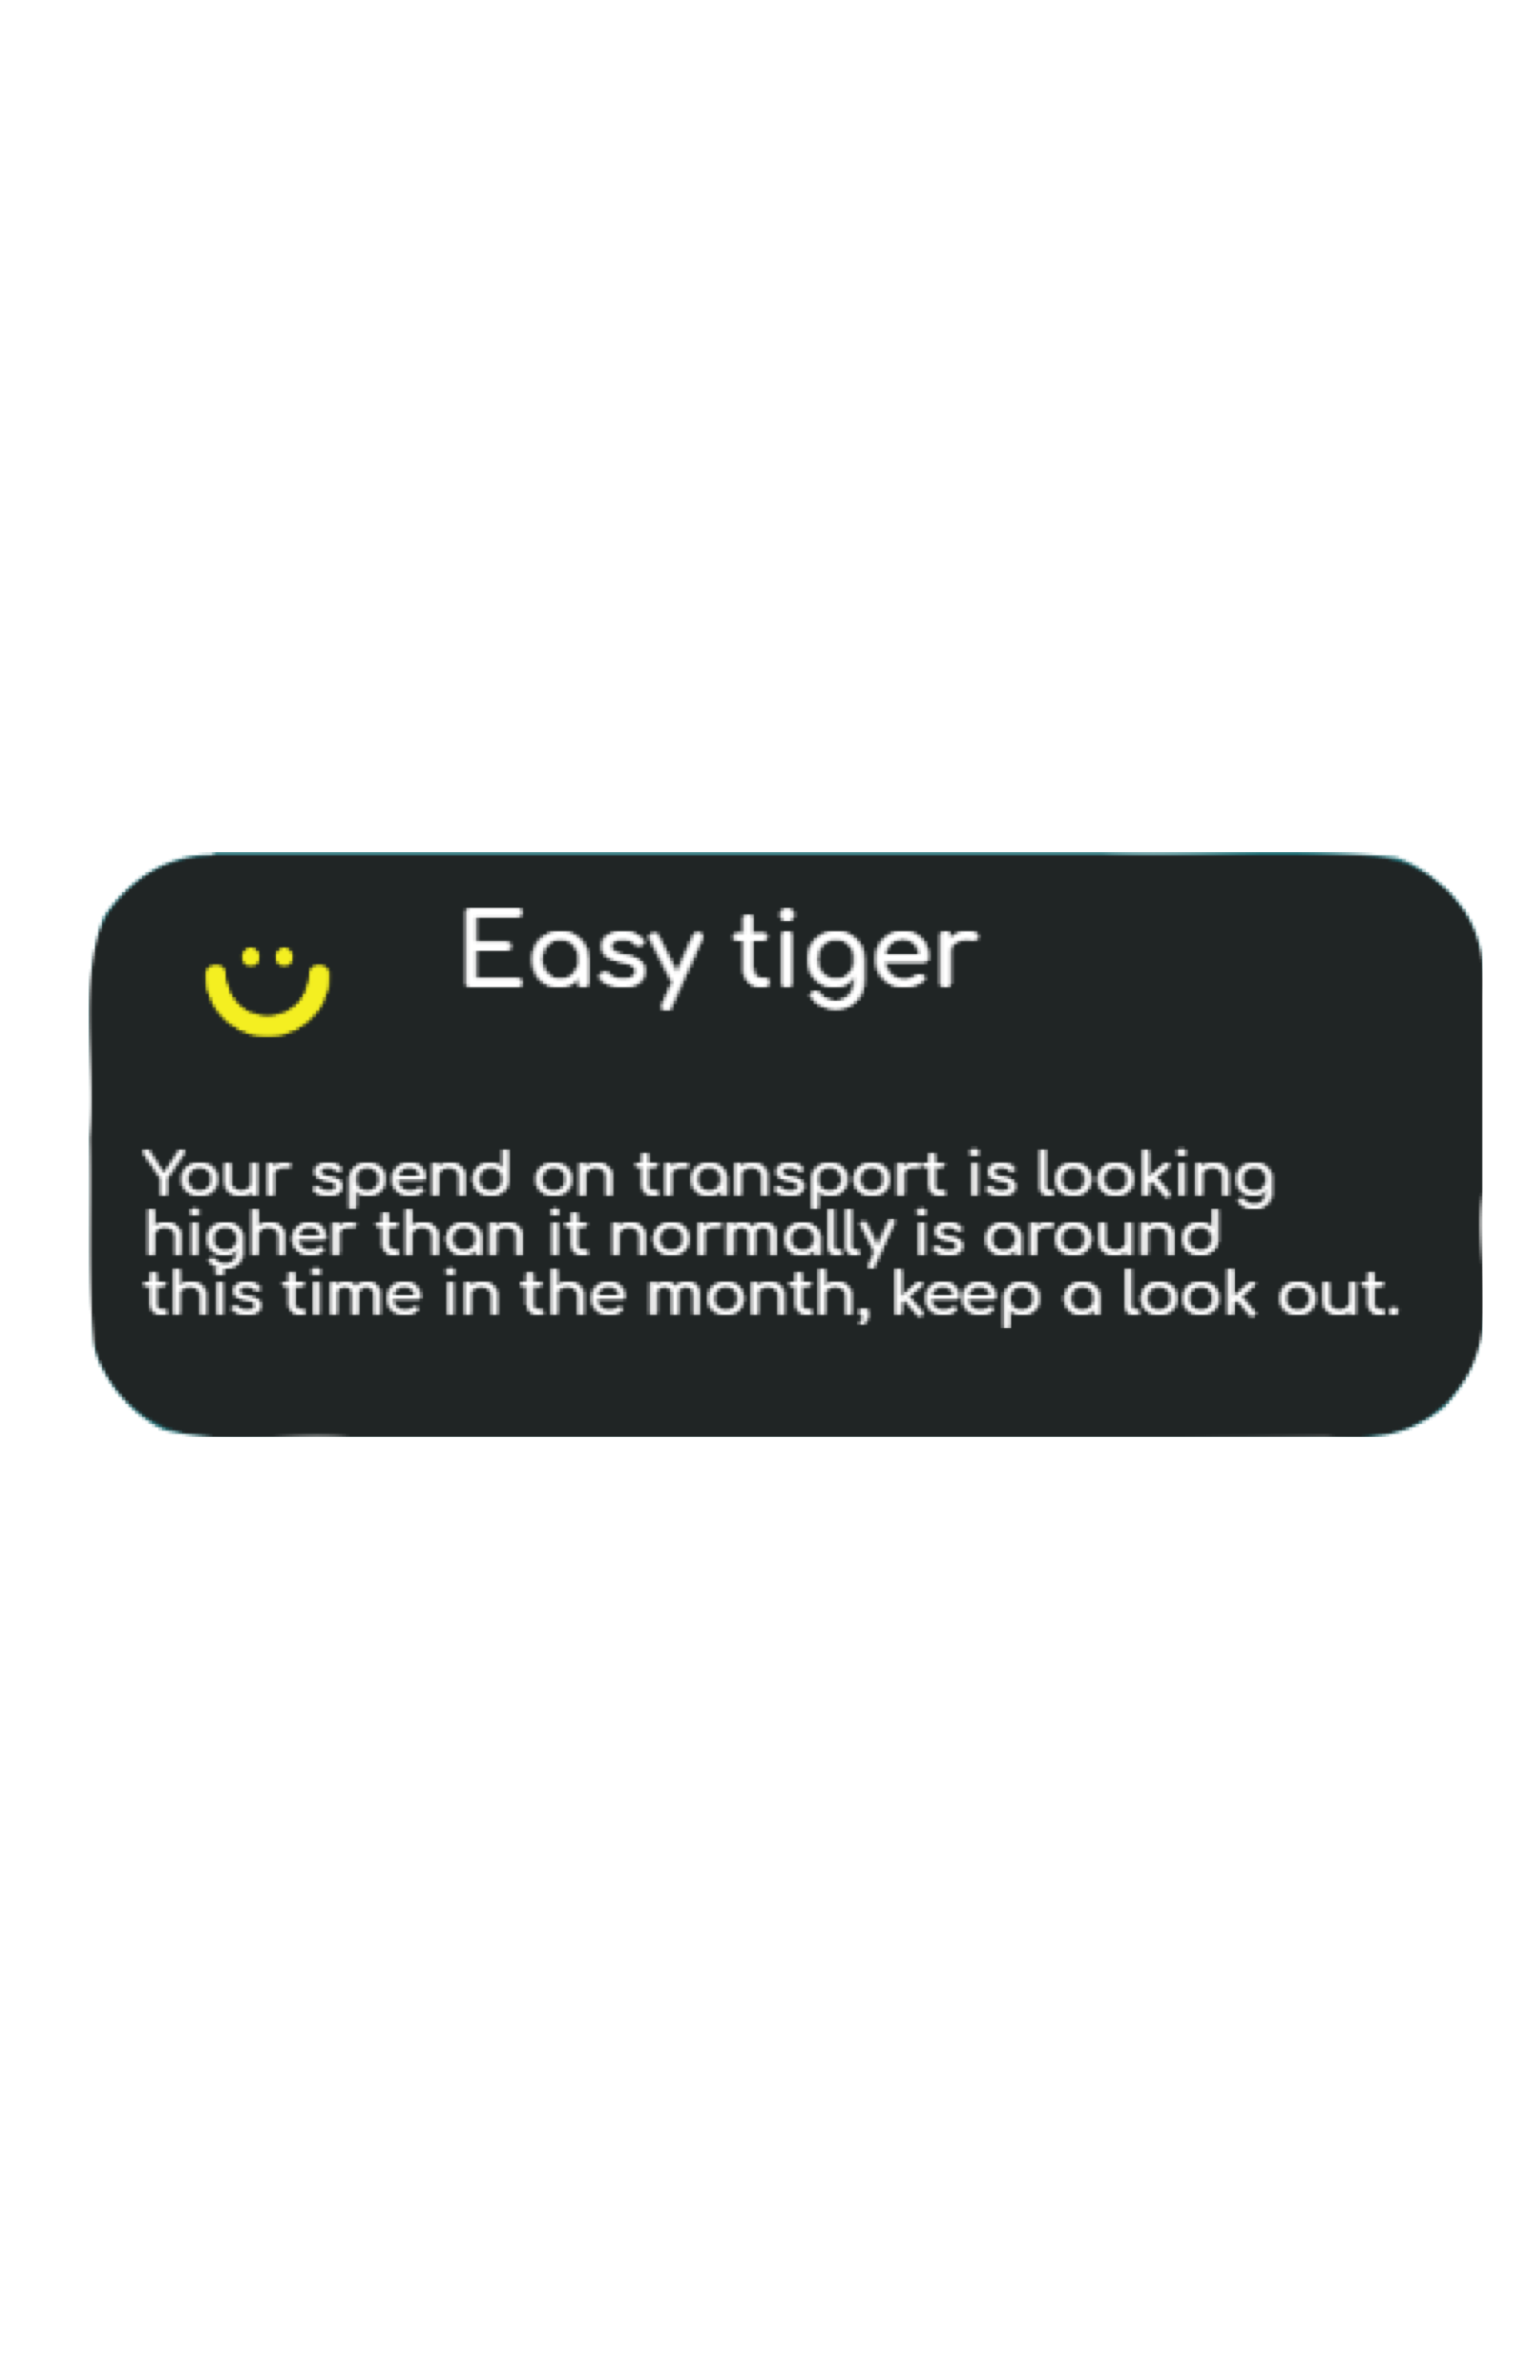 Easy tiger
Your spend on transport is looking
higher than it normally is around
this time in the month, keep a look out.